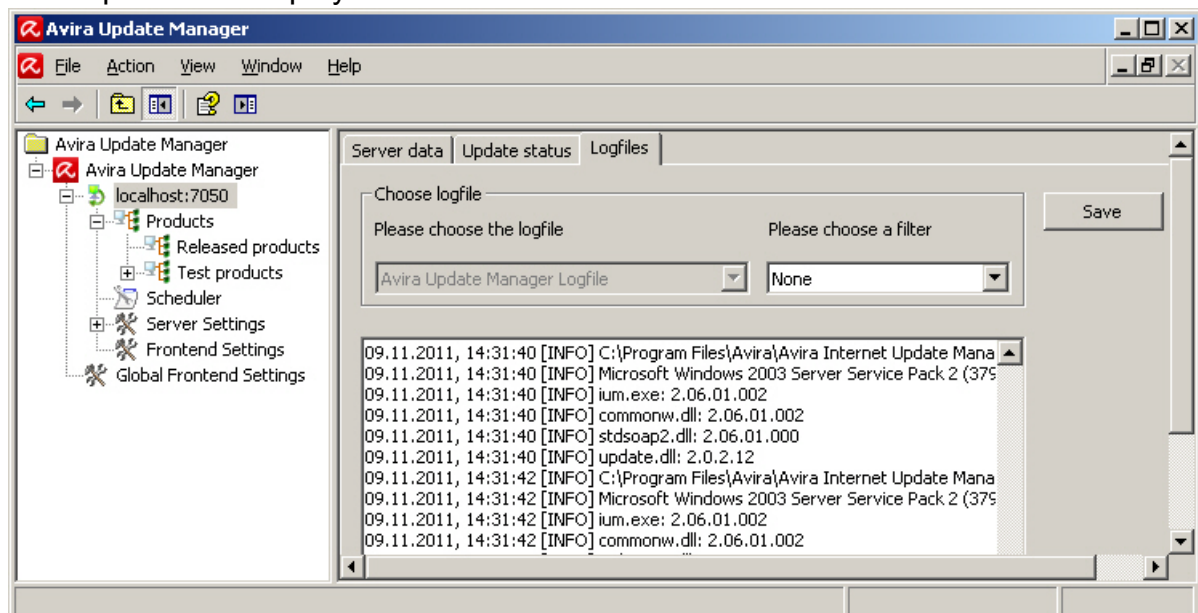 Avira Update Manager
File Action View Window Help
Avira Update Manager
Avira Update Manager
localhost:7050
Products
Released products
Test products
Scheduler
Server Settings
Frontend Settings
Global Frontend Settings
Server data Update status Logfiles
Choose logfile
Please choose the logfile Please choose a filter
Save
Avira Update Manager Logfile None
09.11.2011, 14:31:40 [INFO] C:\Program Files\Avira\Avira Internet Update Mana
09.11.2011, 14:31:40 [INFO] Microsoft Windows 2003 Server Service Pack 2 (379
09.11.2011, 14:31:40 [INFO] ium.exe: 2.06.01.002
09.11.2011, 14:31:40 [INFO] commonw.dll: 2.06.01.002
09.11.2011, 14:31:40 [INFO] stdsoap2.dll: 2.06.01.000
09.11.2011, 14:31:40 [INFO] update.dll: 2.0.2.12
09.11.2011, 14:31:42 [INFO] C:\Program Files\Avira\Avira Internet Update Mana
09.11.2011, 14:31:42 [INFO] Microsoft Windows 2003 Server Service Pack 2 (379
09.11.2011, 14:31:42 [INFO] ium.exe: 2.06.01.002
09.11.2011, 14:31:42 [INFO] commonw.dll: 2.06.01.002